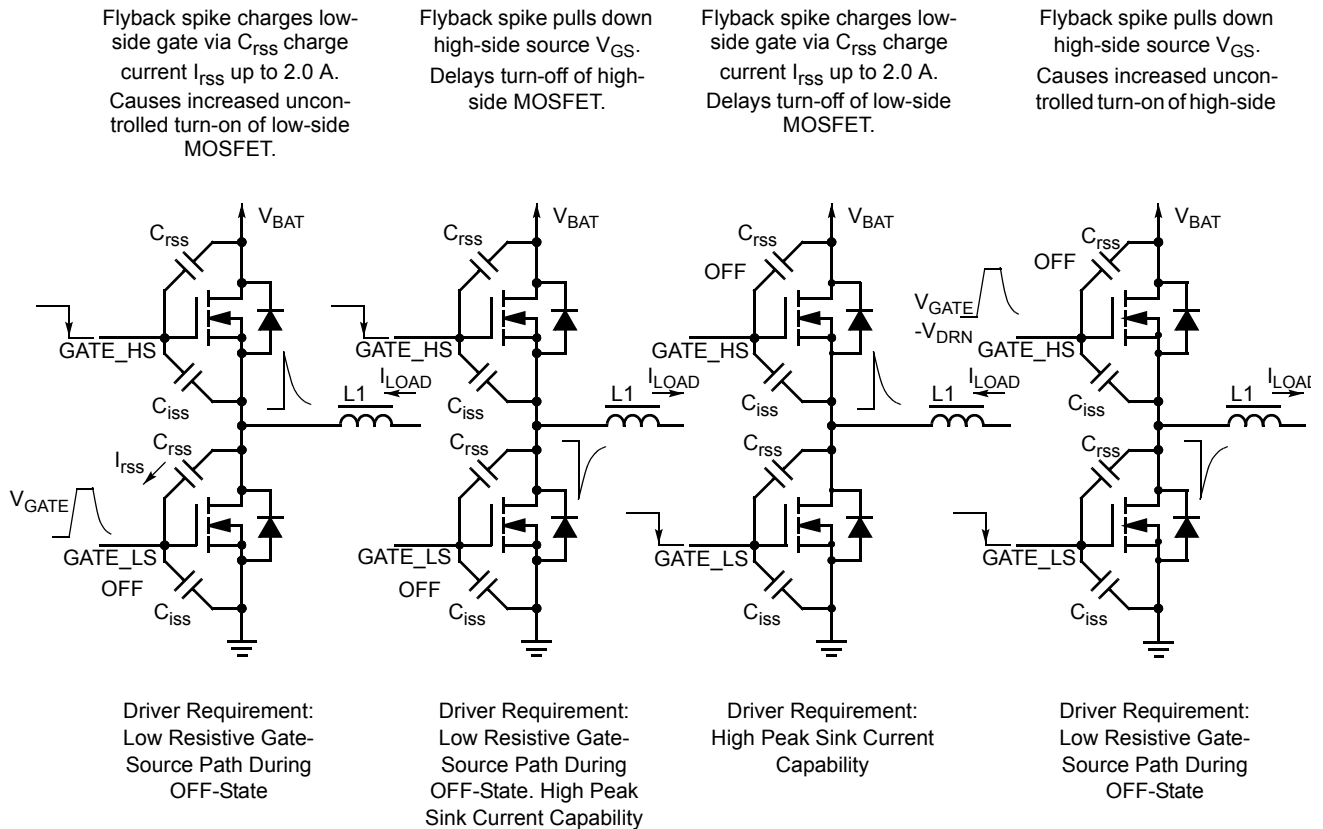 Flyback spike charges low-
side gate via Crss charge
current Irss up to 2.0 A.
Causes increased uncon-
trolled turn-on of low-side
MOSFET.
Flyback spike pulls down
high-side source VGS.
Delays turn-off of high-
side MOSFET.
Flyback spike charges low-
side gate via Crss charge
current Irss up to 2.0 A.
Delays turn-off of low-side
MOSFET.
Flyback spike pulls down
high-side source VGS.
Causes increased uncon-
trolled turn-on of high-side
VBAT
Crss
GATE_HS
Ciss
ILOAD
L1
Crss
Irss
VGATE
GATE_LS
OFF
Ciss
VBAT
Crss
GATE_HS
Ciss
ILOAD
L1
Crss
GATE_LS
OFF
Ciss
VBAT
Crss
OFF
GATE_HS
Ciss
ILOAD
L1
Crss
GATE_LS
Ciss
VBAT
Crss
OFF
VGATE
-VDRN
GATE_HS
Ciss
ILOAD
L1
Crss
GATE_LS
Ciss
Driver Requirement:
Low Resistive Gate-
Source Path During
OFF-State
Driver Requirement:
Low Resistive Gate-
Source Path During
OFF-State. High Peak
Sink Current Capability
Driver Requirement:
High Peak Sink Current
Capability
Driver Requirement:
Low Resistive Gate-
Source Path During
OFF-State